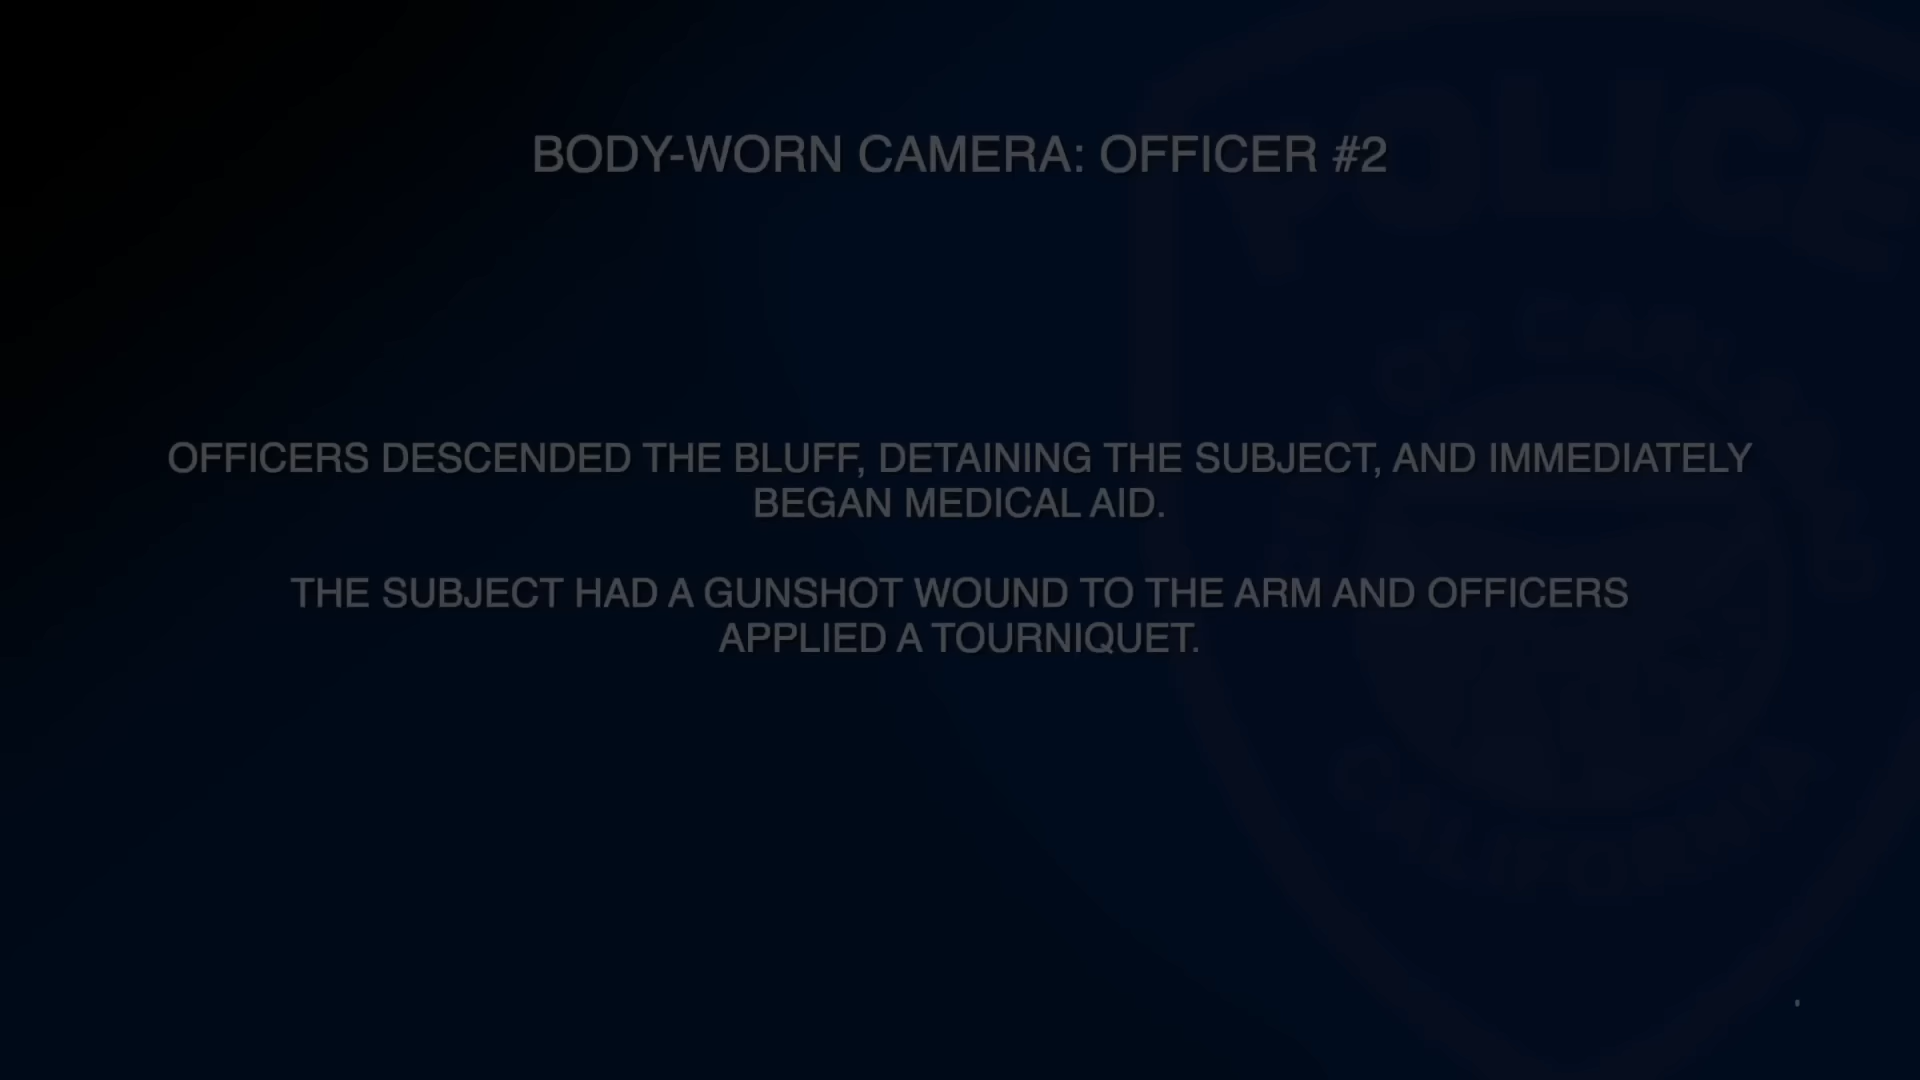 BODY-WORN CAMERA: OFFICER #2
OFFICERS DESCENDED THE BLUFF, DETAINING THE SUBJECT, AND IMMEDIATELY
BEGAN MEDICAL AID.
THE SUBJECT HAD A GUNSHOT WOUND TO THE ARM AND OFFICERS
APPLIED A TOURNIQUET.
POLICE